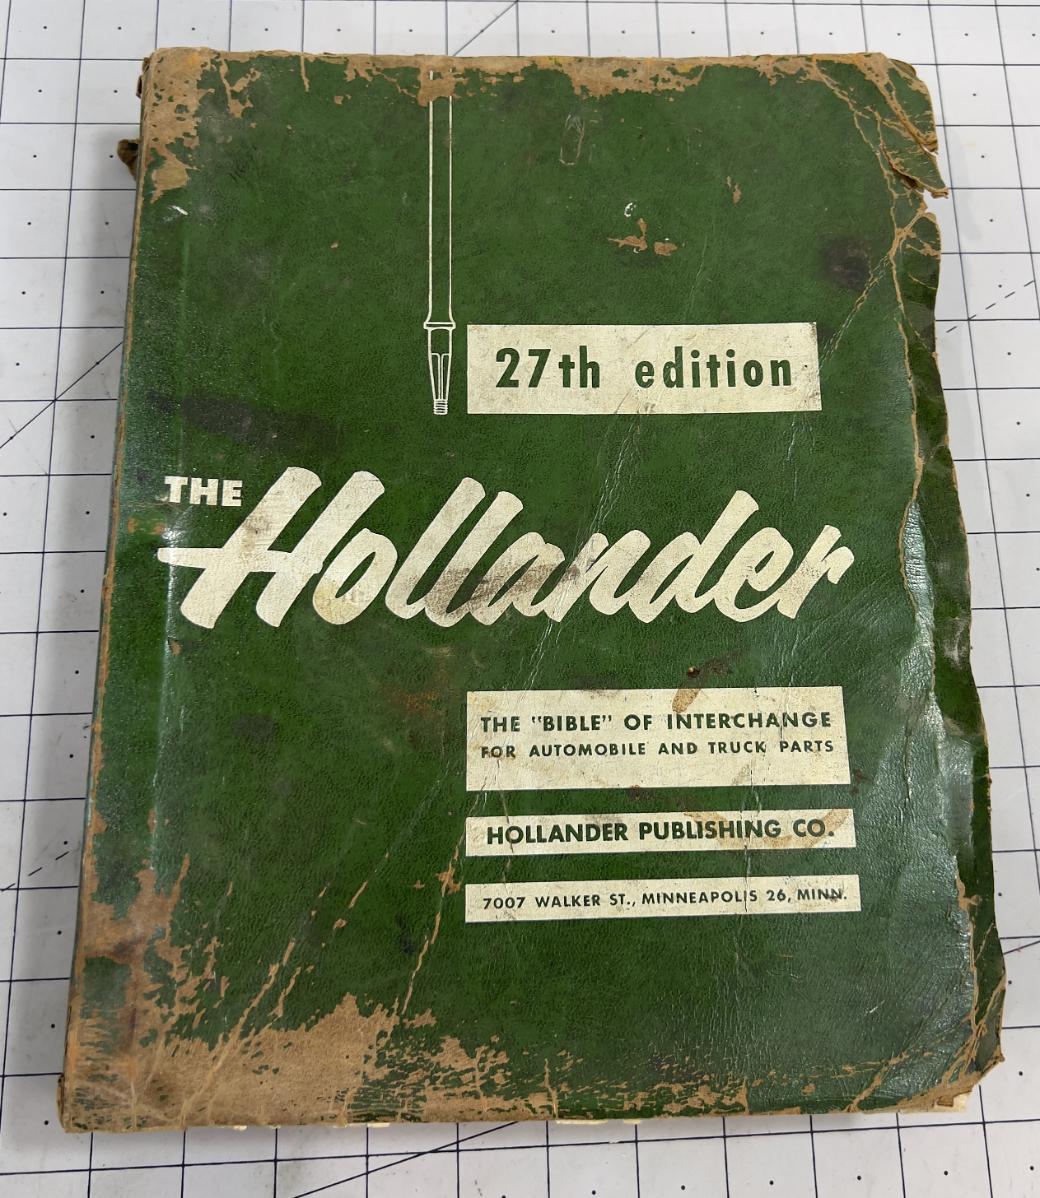 27th edition
THE Hollander
THE "BIBLE" OF INTERCHANGE
FOR AUTOMOBILE AND TRUCK PARTS
HOLLANDER PUBLISHING CO.
7007 WALKER ST., MINNEAPOLIS 26, MINN.